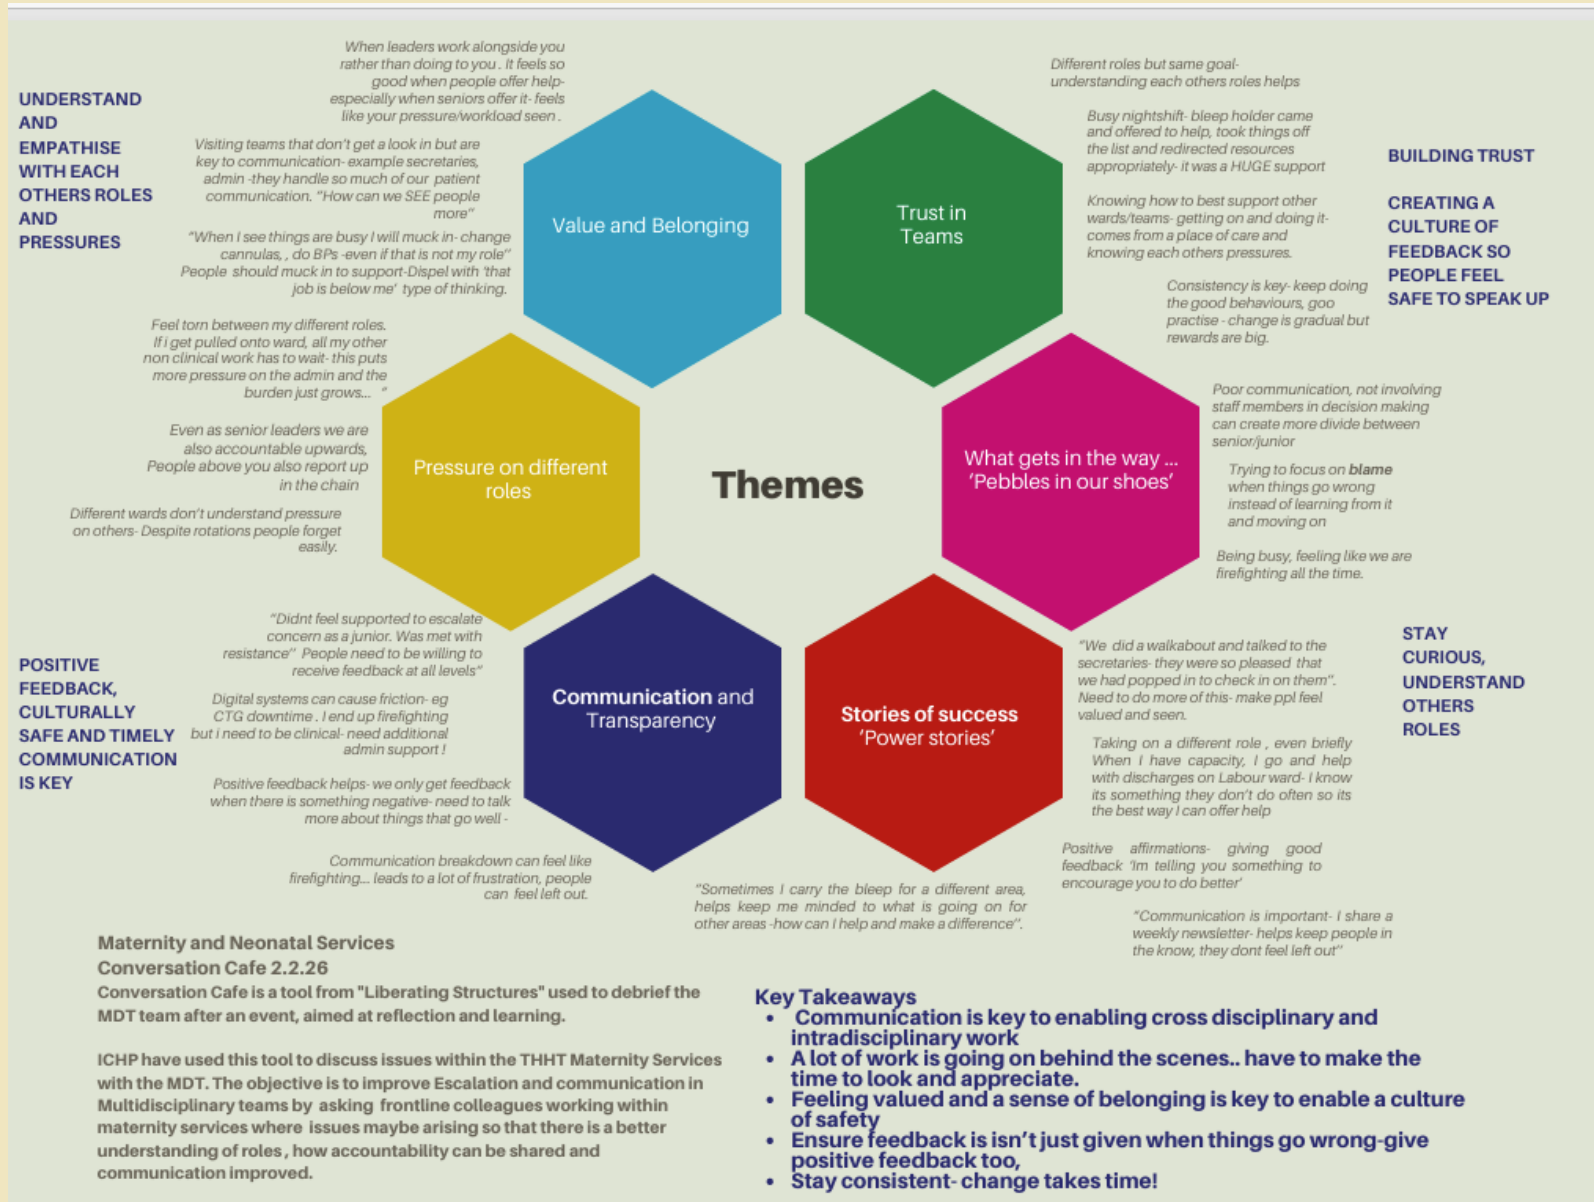 When leaders work alongside you
rather than doing to you . It feels so
good when people offer help-
especially when seniors offer it- feels
like your pressure/workload seen .
UNDERSTAND
AND
EMPATHISE
WITH EACH
OTHERS ROLES
AND
PRESSURES
Visiting teams that don't get a look in but are
key to communication- example secretaries,
admin -they handle so much of our patient
communication. "How can we SEE people
more"
"When I see things are busy I will muck in- change
cannulas, , do BPs -even if that is not my role"
People should muck in to support-Dispel with 'that
job is below me' type of thinking.
Value and Belonging
Trust in
Teams
Different roles but same goal-
understanding each others roles helps
Busy nightshift- bleep holder came
and offered to help, took things off
the list and redirected resources
appropriately- it was a HUGE support
Knowing how to best support other
wards/teams- getting on and doing it-
comes from a place of care and
knowing each others pressures.
Consistency is key- keep doing
the good behaviours, goo
practise - change is gradual but
rewards are big.
BUILDING TRUST
CREATING A
CULTURE OF
FEEDBACK SO
PEOPLE FEEL
SAFE TO SPEAK UP
Feel torn between my different roles.
If i get pulled onto ward, all my other
non clinical work has to wait- this puts
more pressure on the admin and the
burden just grows... "
Even as senior leaders we are
also accountable upwards,
People above you also report up
in the chain
Different wards don't understand pressure
on others- Despite rotations people forget
easily.
Pressure on different
roles
Themes
What gets in the way ...
'Pebbles in our shoes'
Poor communication, not involving
staff members in decision making
can create more divide between
senior/junior
Trying to focus on blame
when things go wrong
instead of learning from it
and moving on
Being busy, feeling like we are
firefighting all the time.
"Didnt feel supported to escalate
concern as a junior. Was met with
resistance" People need to be willing to
receive feedback at all levels"
POSITIVE
FEEDBACK,
CULTURALLY
SAFE AND TIMELY
COMMUNICATION
IS KEY
Digital systems can cause friction- eg
CTG downtime . I end up firefighting
but i need to be clinical- need additional
admin support !
Positive feedback helps- we only get feedback
when there is something negative- need to talk
more about things that go well -
Communication breakdown can feel like
firefighting... leads to a lot of frustration, people
can feel left out.
Communication and
Transparency
Stories of success
'Power stories'
"We did a walkabout and talked to the
secretaries- they were so pleased that
we had popped in to check in on them".
Need to do more of this- make ppl feel
valued and seen.
Taking on a different role , even briefly
When I have capacity, I go and help
with discharges on Labour ward- I know
its something they don't do often so its
the best way I can offer help
Positive affirmations- giving good
feedback 'Im telling you something to
encourage you to do better'
"Communication is important- I share a
weekly newsletter- helps keep people in
the know, they dont feel left out"
STAY
CURIOUS,
UNDERSTAND
OTHERS
ROLES
"Sometimes I carry the bleep for a different area,
helps keep me minded to what is going on for
other areas -how can I help and make a difference".
Maternity and Neonatal Services
Conversation Cafe 2.2.26
Conversation Cafe is a tool from "Liberating Structures" used to debrief the
MDT team after an event, aimed at reflection and learning.
ICHP have used this tool to discuss issues within the THHT Maternity Services
with the MDT. The objective is to improve Escalation and communication in
Multidisciplinary teams by asking frontline colleagues working within
maternity services where issues maybe arising so that there is a better
understanding of roles , how accountability can be shared and
communication improved.
Key Takeaways
• Communication is key to enabling cross disciplinary and
intradisciplinary work
• A lot of work is going on behind the scenes.. have to make the
time to look and appreciate.
• Feeling valued and a sense of belonging is key to enable a culture
of safety
• Ensure feedback is isn't just given when things go wrong-give
positive feedback too,
• Stay consistent- change takes time!